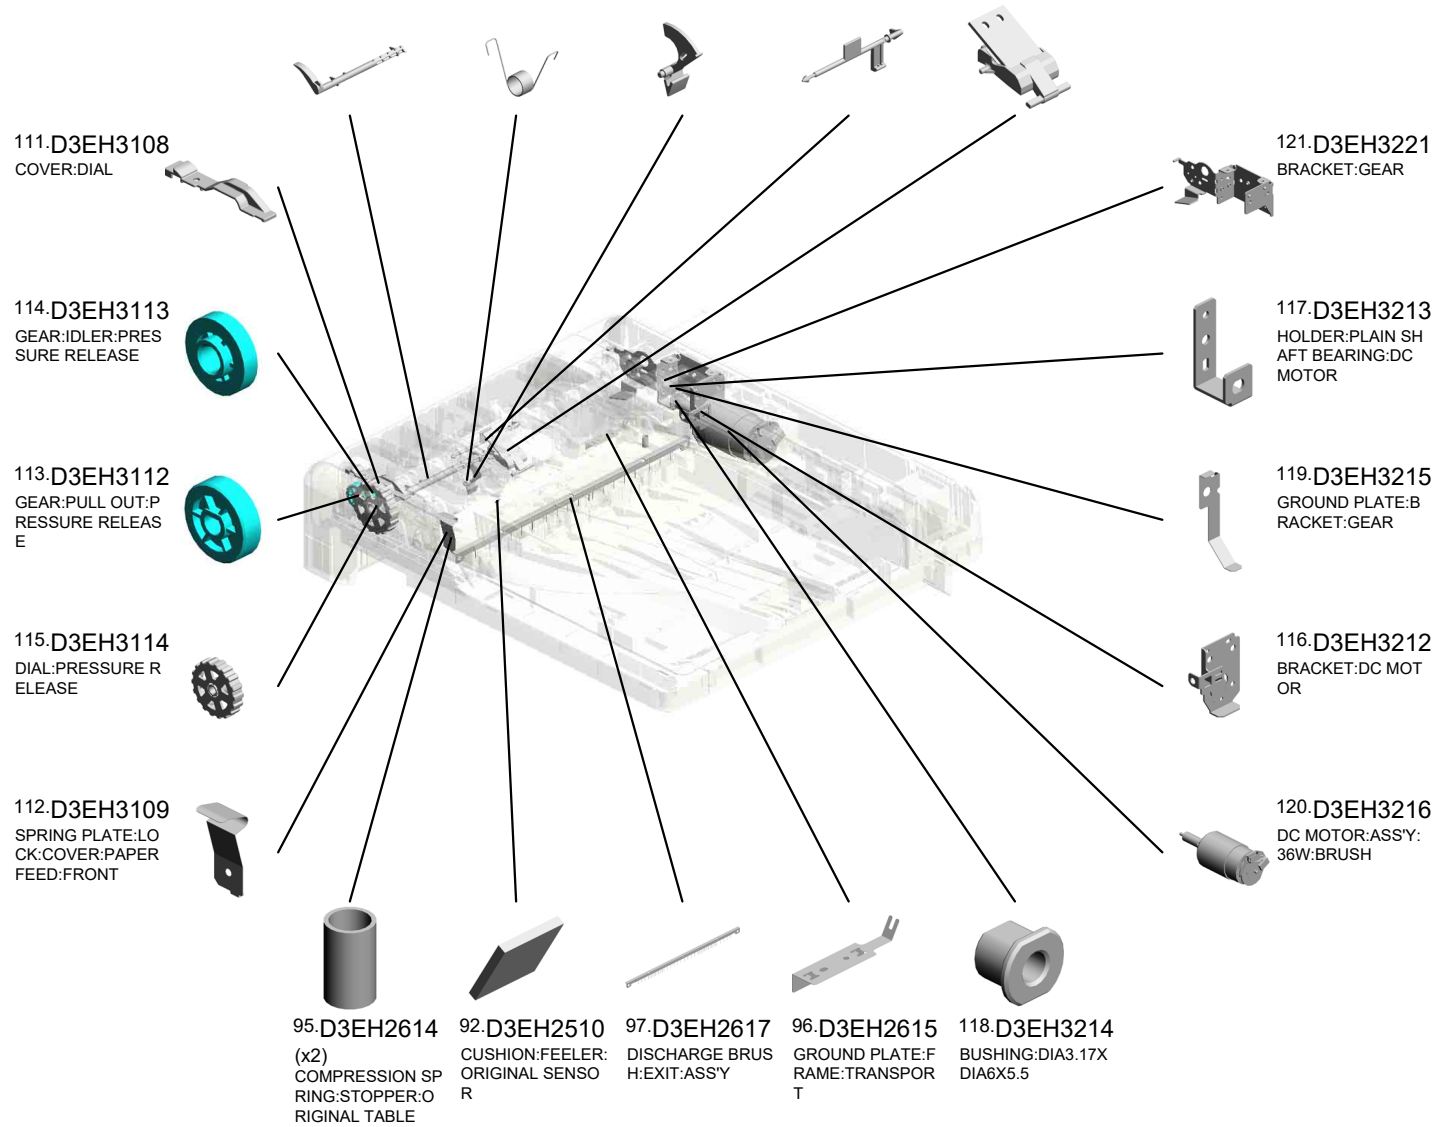 111.D3EH3108
COVER:DIAL
114.D3EH3113
GEAR:IDLER:PRES
SURE RELEASE
113.D3EH3112
GEAR:PULL OUT:P
RESSURE RELEAS
E
115.D3EH3114
DIAL:PRESSURE R
ELEASE
112.D3EH3109
SPRING PLATE:LO
CK:COVER:PAPER
FEED:FRONT
121.D3EH3221
BRACKET:GEAR
117.D3EH3213
HOLDER:PLAIN SH
AFT BEARING:DC
MOTOR
119.D3EH3215
GROUND PLATE:B
RACKET:GEAR
116.D3EH3212
BRACKET:DC MOT
OR
120.D3EH3216
DC MOTOR:ASS'Y:
36W:BRUSH
95.D3EH2614
(x2)
COMPRESSION SP
RING:STOPPER:O
RIGINAL TABLE
92.D3EH2510
CUSHION:FEELER:
ORIGINAL SENSO
R
97.D3EH2617
DISCHARGE BRUS
H:EXIT:ASS'Y
96.D3EH2615
GROUND PLATE:F
RAME:TRANSPOR
T
118.D3EH3214
BUSHING:DIA3.17X
DIA6X5.5